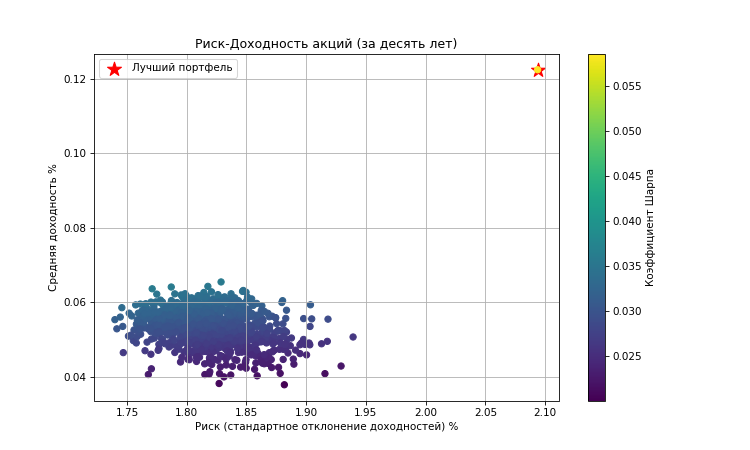 Риск-Доходность акций (за десять лет)
Лучший портфель
Средняя доходность %
0.12
0.10
0.08
0.06
0.04
1.75 1.80 1.85 1.90 1.95 2.00 2.05 2.10
Риск (стандартное отклонение доходностей) %
0.055
0.050
0.045
0.040
0.035
0.030
0.025
Коэффициент Шарпа